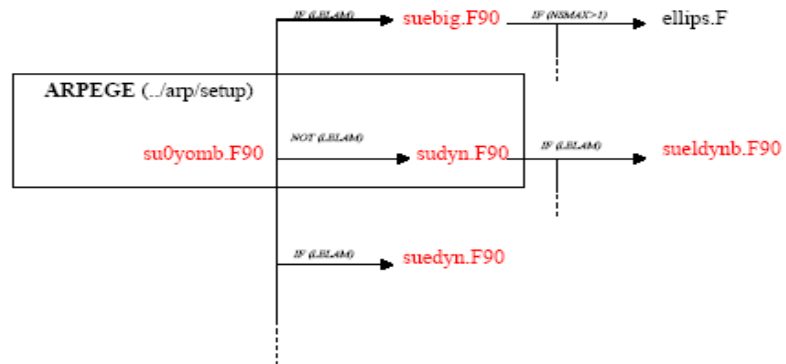 IF (LELAM) suebig.F90 IF (NSMAX>1) ellips.F
ARPEGE (../arp/setup)
su0yomb.F90 NOT (LELAM) sudyn.F90 IF (LELAM) sueldynb.F90
IF (LELAM) suedyn.F90